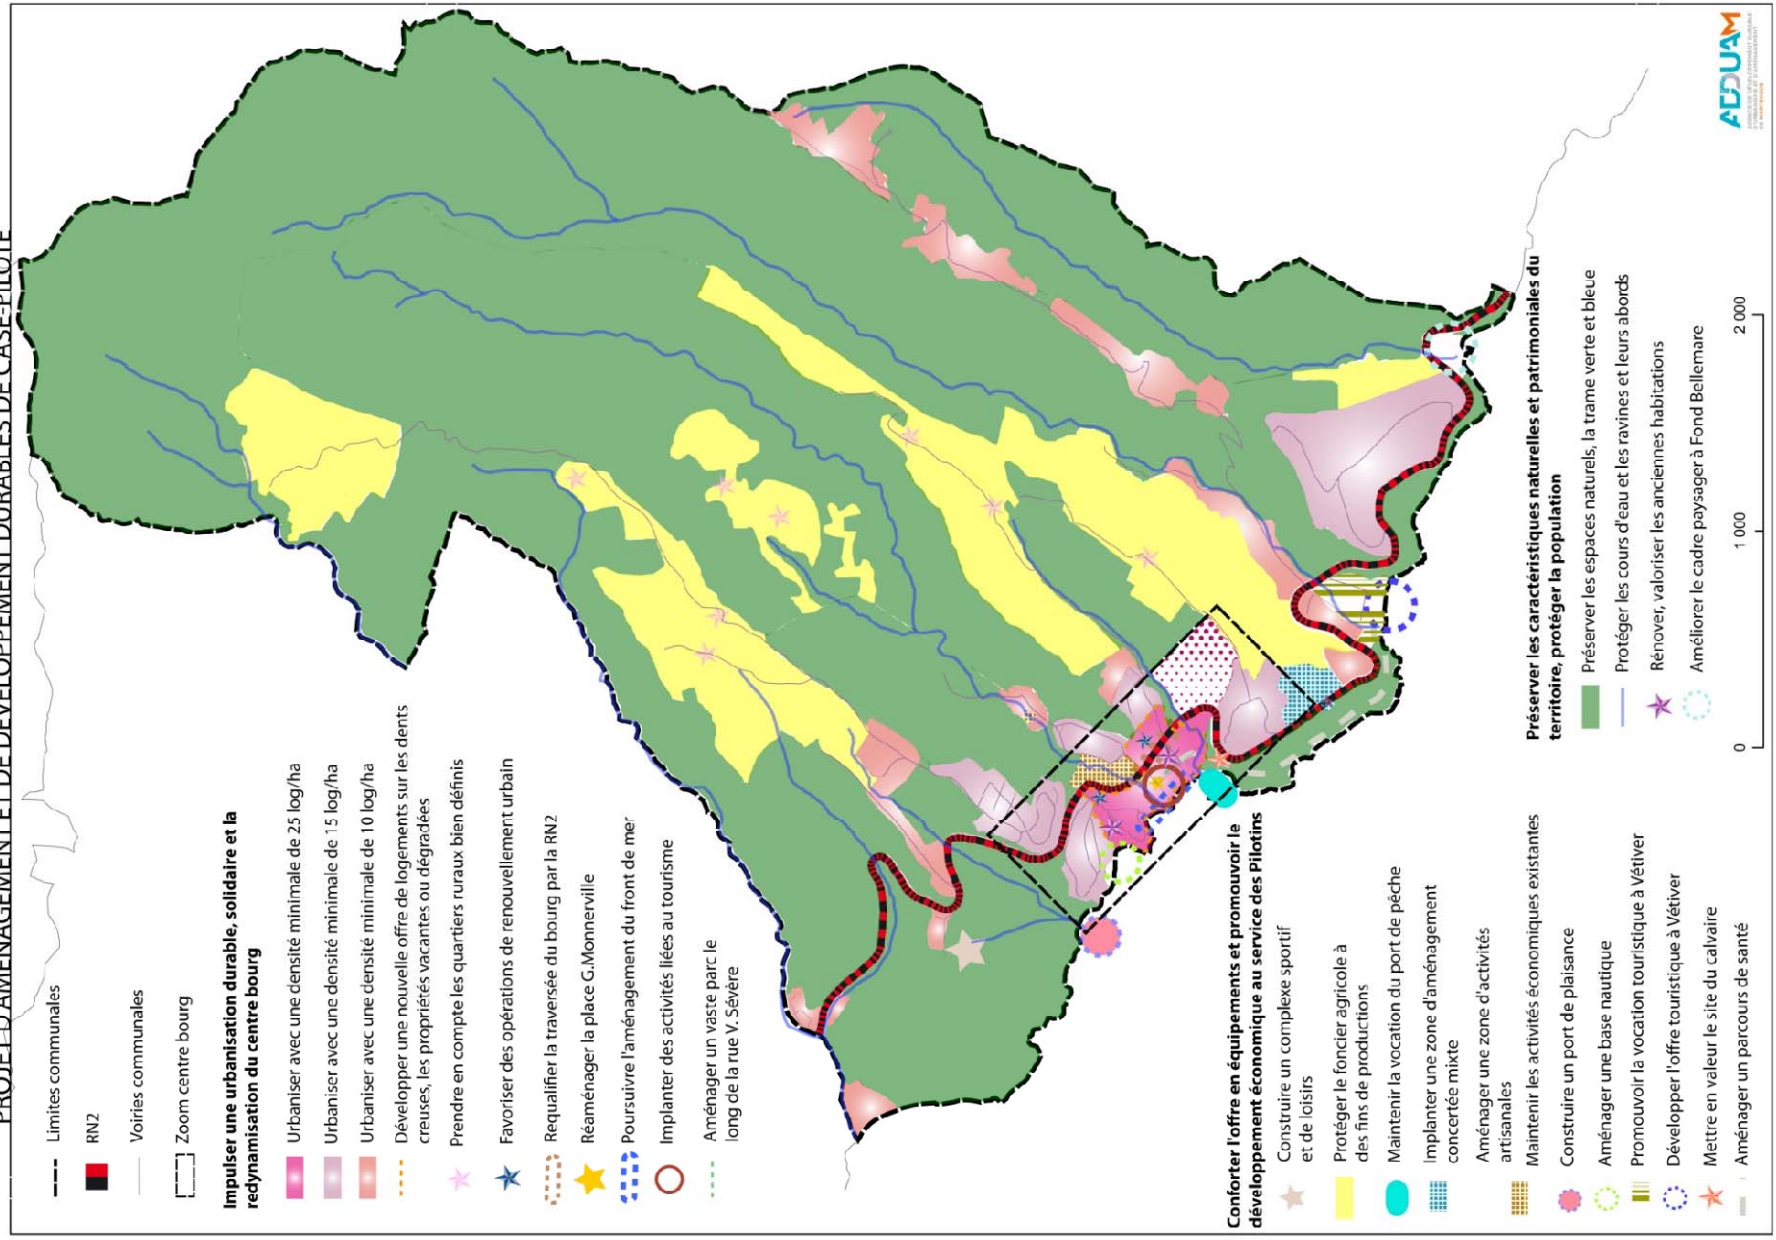 PROJET D'AMENAGEMENT ET DE DEVELOPPEMENT DURABLES DE CASE-PILOTE
Limites communales
RN2
Voiries communales
Zoom centre bourg
Impulser une urbanisation durable, solidaire et la
redynamisation du centre bourg
Urbaniser avec une densité minimale de 25 log/ha
Urbaniser avec une densité minimale de 15 log/ha
Urbaniser avec une densité minimale de 10 log/ha
Développer une nouvelle offre de logements sur les dents
creuses, les propriétés vacantes ou dégradées
Prendre en compte les quartiers ruraux bien définis
Favoriser des opérations de renouvellement urbain
Requalifier la traversée du bourg par la RN2
Réaménager la place G.Monnerville
Poursuivre l'aménagement du front de mer
Implanter des activités liées au tourisme
Aménager un vaste parc le
long de la rue V. Sévère
Conforter l'offre en équipements et promouvoir le
développement économique au service des Pilotins
Construire un complexe sportif
et de loisirs
Protéger le foncier agricole à
des fins de productions
Maintenir la vocation du port de pêche
Implanter une zone d'aménagement
concertée mixte
Aménager une zone d'activités
artisanales
Maintenir les activités économiques existantes
Construire un port de plaisance
Aménager une base nautique
Promouvoir la vocation touristique à Vétiver
Développer l'offre touristique à Vétiver
Mettre en valeur le site du calvaire
Aménager un parcours de santé
Préserver les caractéristiques naturelles et patrimoniales du
territoire, protéger la population
Préserver les espaces naturels, la trame verte et bleue
Protéger les cours d'eau et les ravines et leurs abords
Rénover, valoriser les anciennes habitations
Améliorer le cadre paysager à Fond Bellemare
0 1 000 2 000
ADDUAM